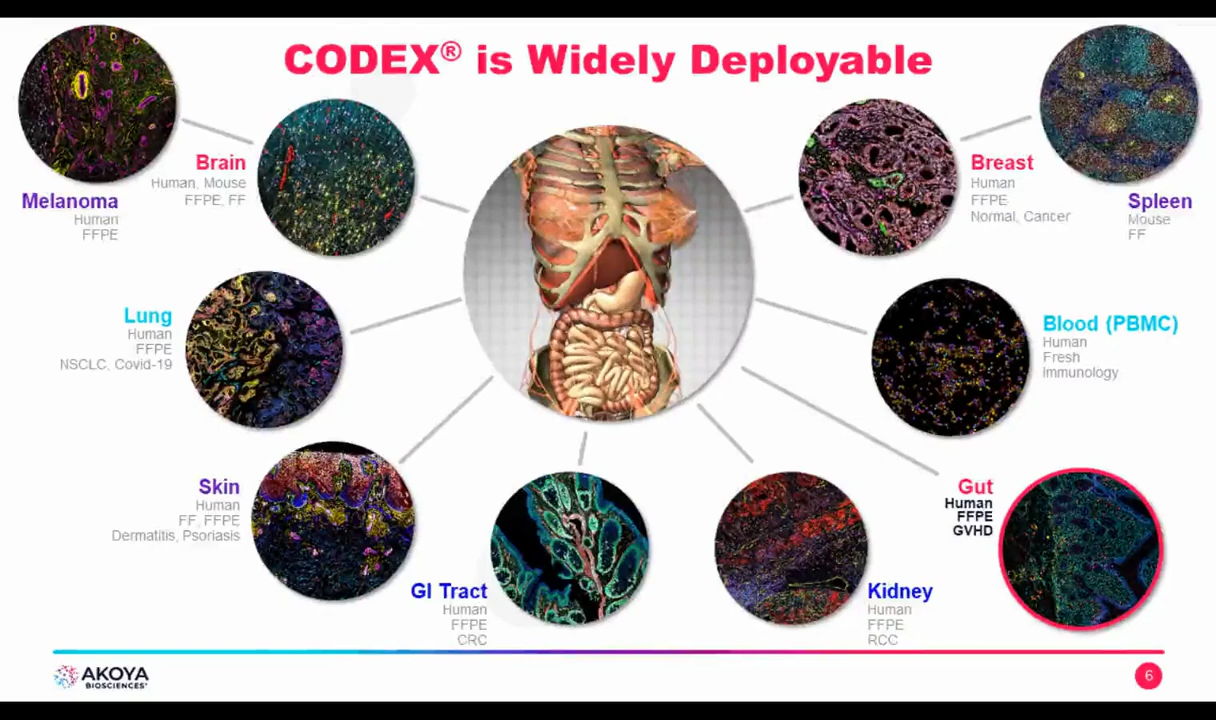 CODEX® is Widely Deployable
Melanoma
Human
FFPE
Brain
Human, Mouse
FFPE, FF
Breast
Human
FFPE
Normal, Cancer
Spleen
Mouse
FF
Lung
Human
FFPE
NSCLC, Covid-19
Blood (PBMC)
Human
Fresh
Immunology
Skin
Human
FF, FFPE
Dermatitis, Psoriasis
GI Tract
Human
FFPE
CRC
Kidney
Human
FFPE
RCC
Gut
Human
FFPE
GVHD
AKOYA
BIOSCIENCES
6